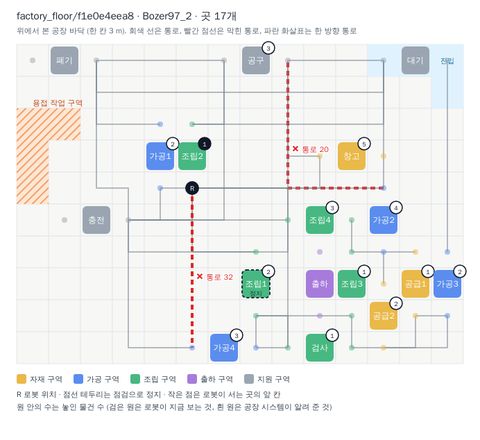 factory_floor/f1e0e4eea8 · Bozer97_2 · 곳 17개
위에서 본 공장 바닥 (한 칸 3 m). 회색 선은 통로, 빨간 점선은 막힌 통로, 파란 화살표는 한 방향 통로
폐기
공구
3
대기
전립
용접 작업 구역
가공1
2
조립2
1
✖ 통로 20
창고
5
R
충전
조립4
3
가공2
4
✖ 통로 32
조립1
2
정지
출하
조립3
1
공급1
1
가공3
2
공급2
2
가공4
3
검사
1
자재 구역
가공 구역
조립 구역
출하 구역
지원 구역
R 로봇 위치 · 점선 테두리는 점검으로 정지 · 작은 점은 로봇이 서는 곳의 앞 칸
원 안의 수는 놓인 물건 수 (검은 원은 로봇이 지금 보는 것, 흰 원은 공장 시스템이 알려 준 것)